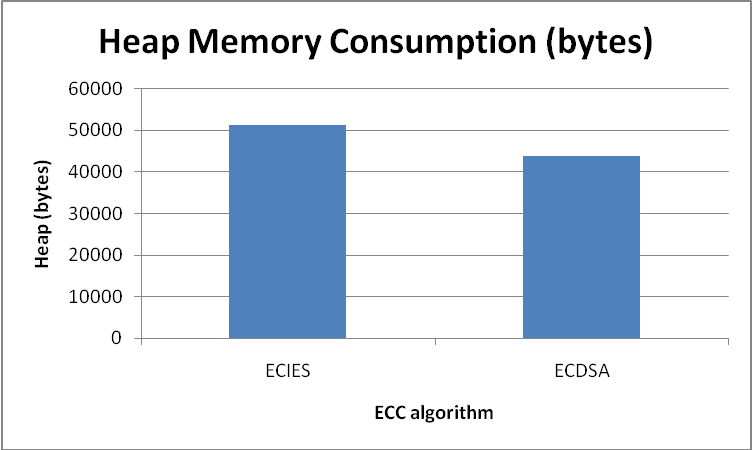 Heap Memory Consumption (bytes)
Heap (bytes)
60000
50000
40000
30000
20000
10000
0
ECIES
ECDSA
ECC algorithm